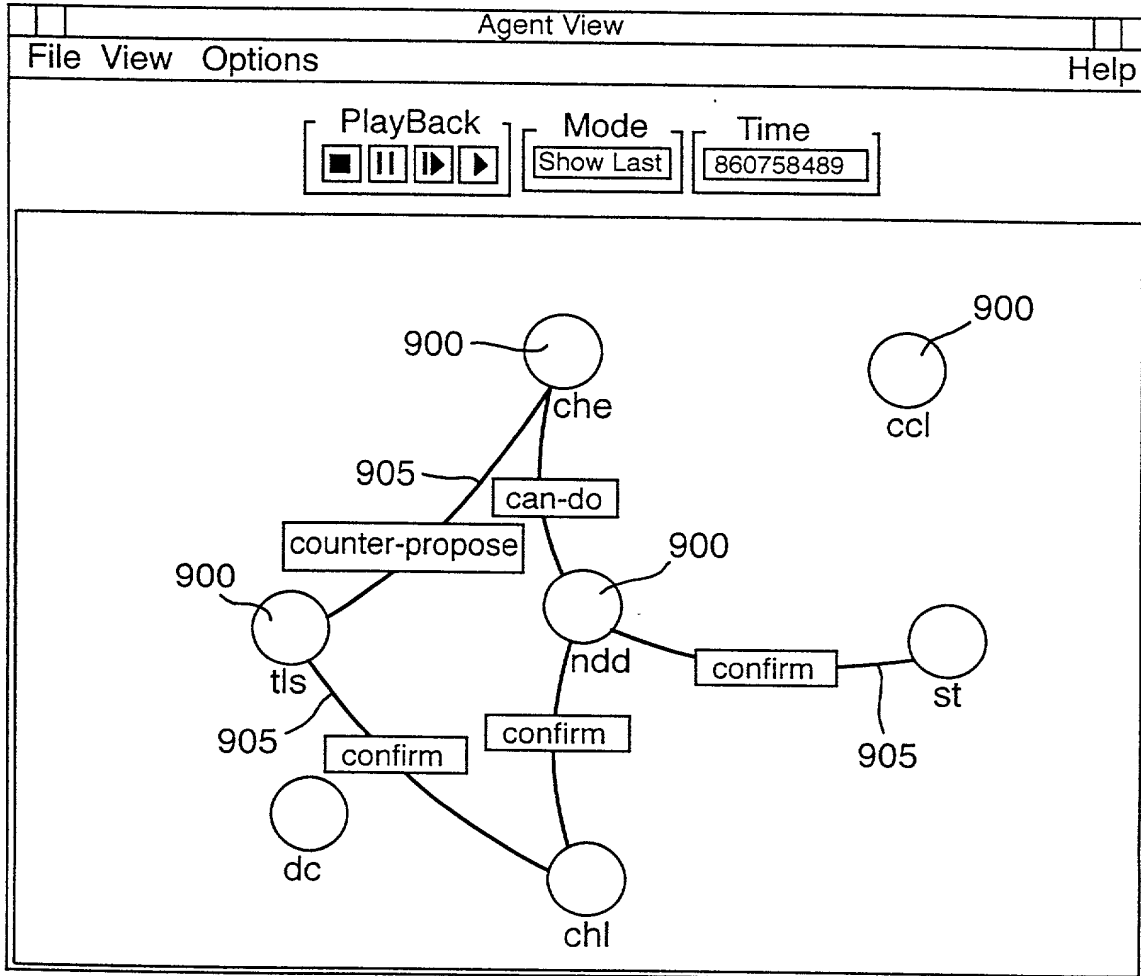 Agent View
File View Options Help
PlayBack Mode Time
Show Last 860758489
900
900
che
ccl
905
can-do
counter-propose
900
900
ndd
tls
confirm
st
905
confirm
905
confirm
dc
chl